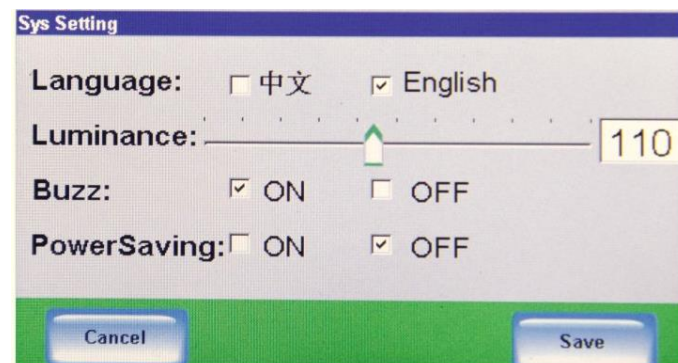 Sys Setting
Language: 中文 English
Luminance: 110
Buzz: ON OFF
PowerSaving: ON OFF
Cancel Save